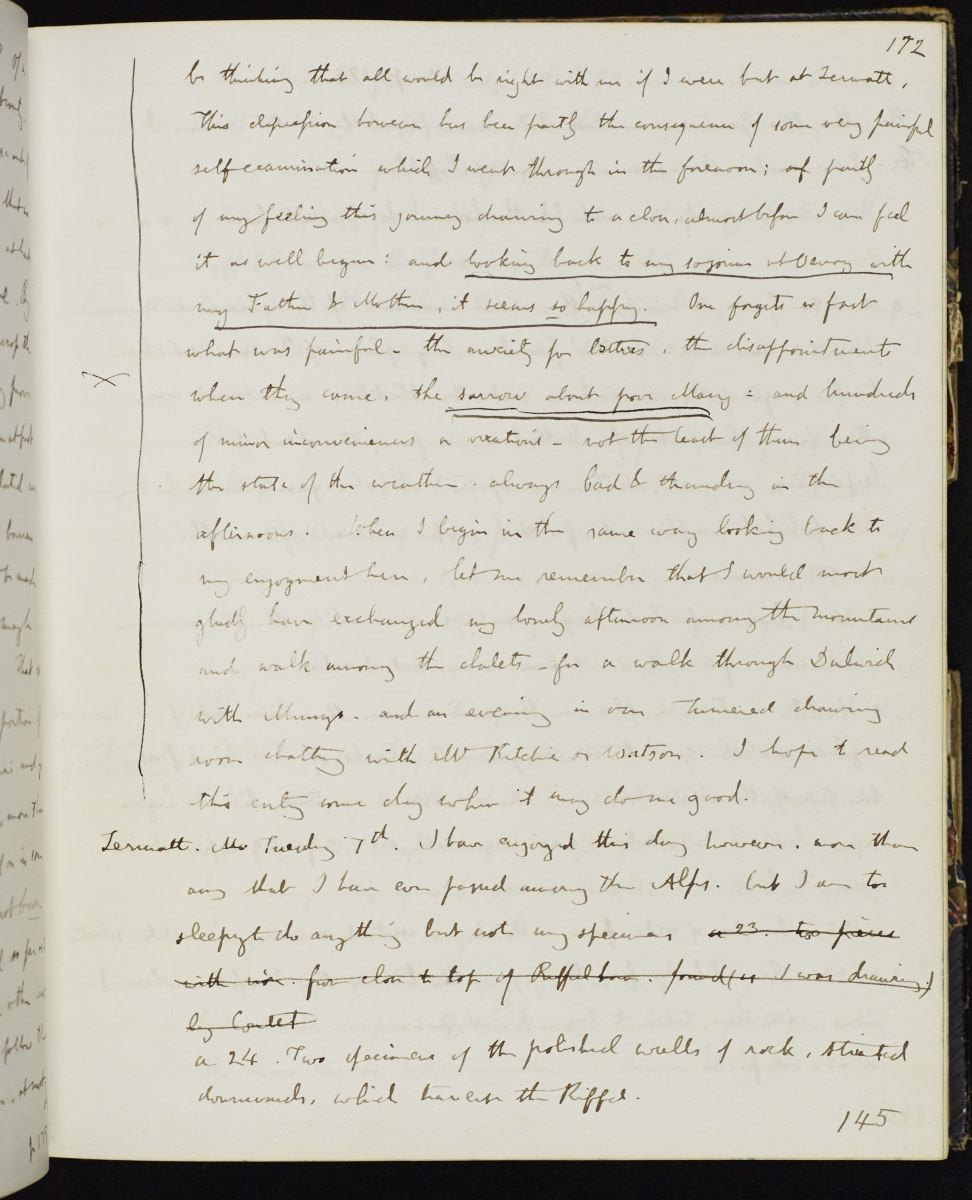 172
be thinking that all would be right with me if I were but at Zermatt.
This depression however has been partly the consequence of some very painful
self-examination which I went through in the forenoon; partly
of my feeling this journey drawing to a close, almost before I can feel
it as well begun: and looking back to my sojourn at Vevay with
my Father & Mother, it seems so happy. One forgets so fast
what was painful - the anxiety for letters, the disappointments
when they came, the sorrow about poor Mary - and hundreds
of minor inconveniences or vexations - not the least of them being
the state of the weather. always bad & thundery in the
afternoons. When I begin in the same way looking back to
my enjoyment here, let me remember that I would most
gladly have exchanged my lonely afternoon among the mountains
and walk among the chalets - for a walk through Dulwich
with Mungo - and an evening in our Turnered drawing
room chatting with Mr Ritchie or Watson. I hope to read
this entry some day when it may do me good.
Zermatt. Tuesday 7th. I have enjoyed this day however, more than
any that I have ever passed among the Alps. but I am too
sleepy to do anything but note my specimens a 23. two pieces
with from close to top of Riffelhorn. found (as I was drawing)
by Coutet
a 24. Two specimens of the polished walls of rock, striated
downwards, which traverse the Riffel.
145